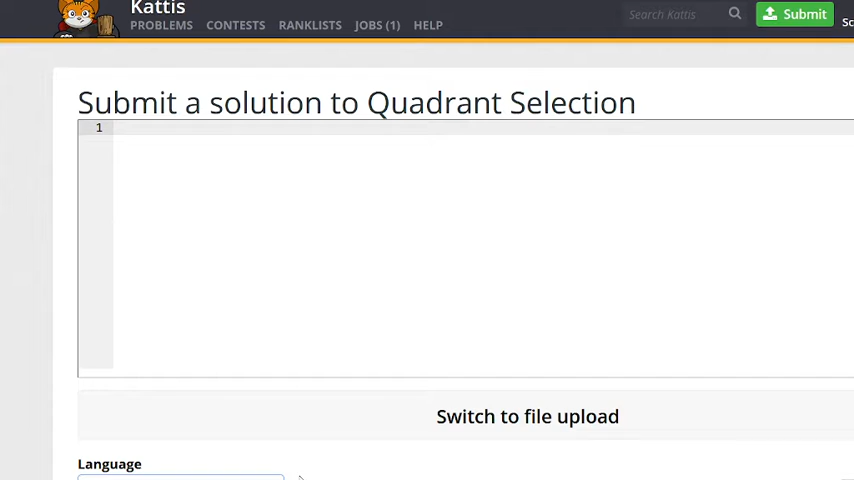 Kattis
PROBLEMS CONTESTS RANKLISTS JOBS (1) HELP
Search Kattis
Submit
Sc
Submit a solution to Quadrant Selection
1
Switch to file upload
Language